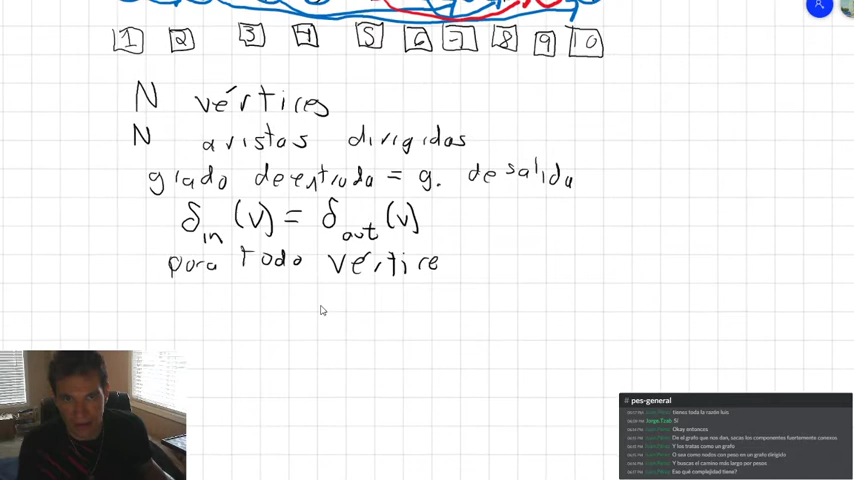 1 2 3 4 5 6 7 8 9 10
N vértices
N aristas dirigidas
grado de entrada = g. de salida
δin (v) = δout (v)
para todo vértice
# pes-general
tienes toda la razón luis
Jorge.Tzab Si
Okay entonces
De el grafo que nos dan, sacas los componentes fuertemente conexos
Y los tratas como un grafo
O sea como nodos con peso en un grafo dirigido
Y buscas el camino más largo por pesos
Eso qué complejidad tiene?